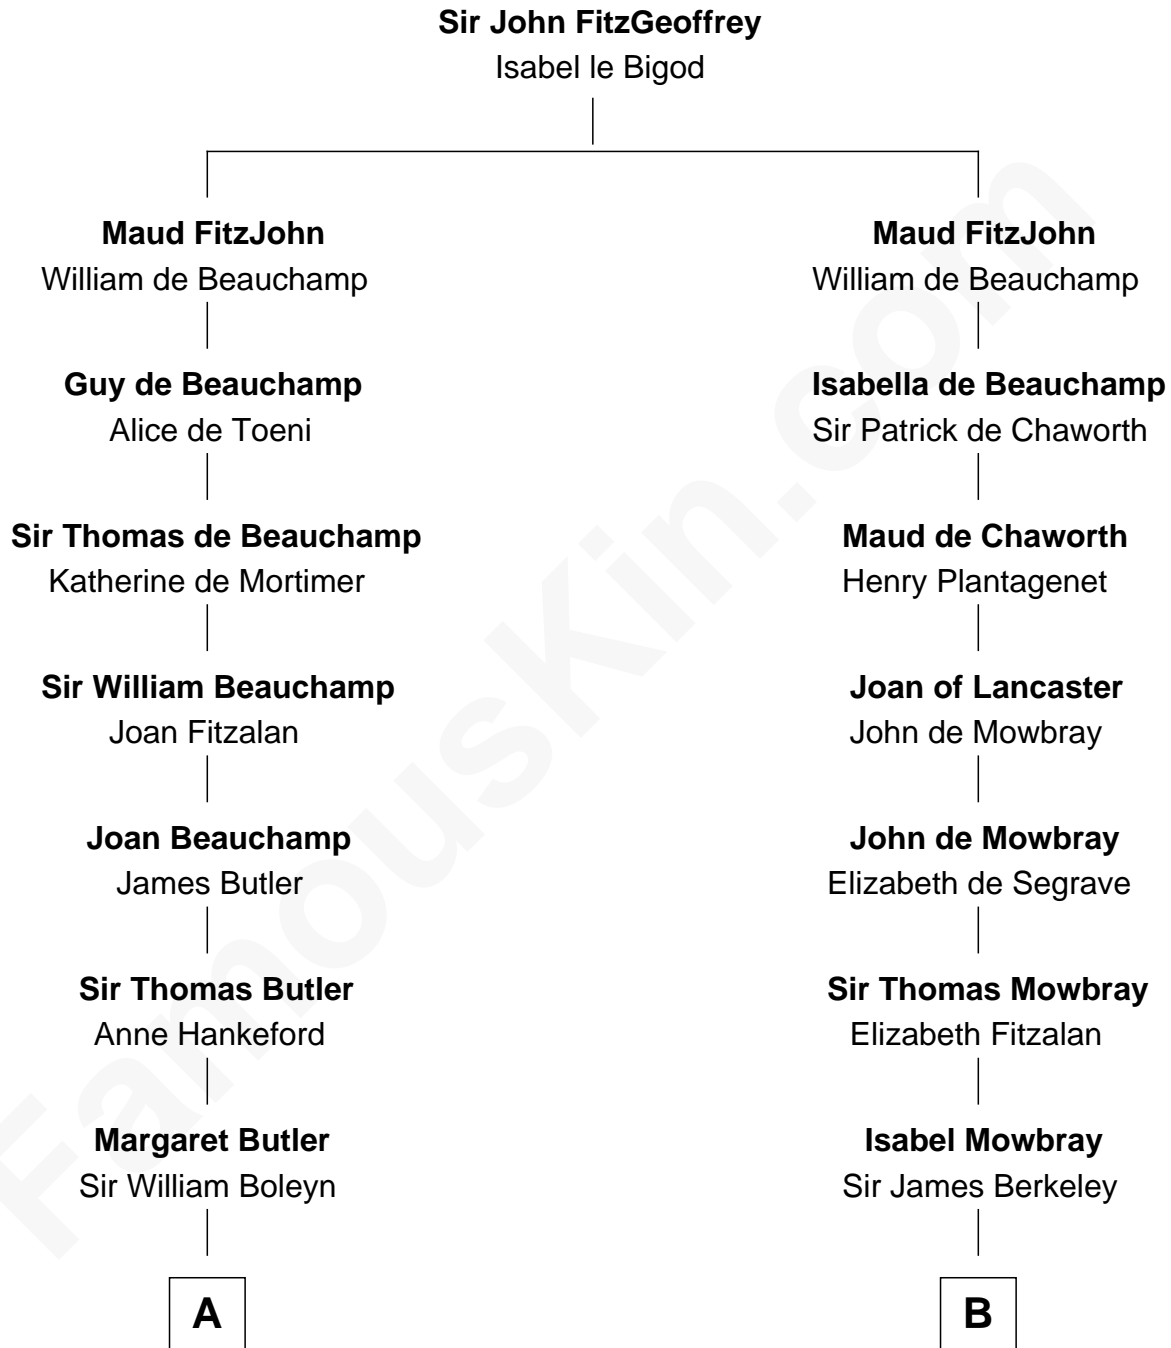 Sir John FitzGeoffrey
Isabel le Bigod
Maud FitzJohn
William de Beauchamp
Maud FitzJohn
William de Beauchamp
Guy de Beauchamp
Alice de Toeni
Isabella de Beauchamp
Sir Patrick de Chaworth
Sir Thomas de Beauchamp
Katherine de Mortimer
Maud de Chaworth
Henry Plantagenet
Sir William Beauchamp
Joan Fitzalan
Joan of Lancaster
John de Mowbray
Joan Beauchamp
James Butler
John de Mowbray
Elizabeth de Segrave
Sir Thomas Butler
Anne Hankeford
Sir Thomas Mowbray
Elizabeth Fitzalan
Margaret Butler
Sir William Boleyn
Isabel Mowbray
Sir James Berkeley
A
B
FamousKin.com